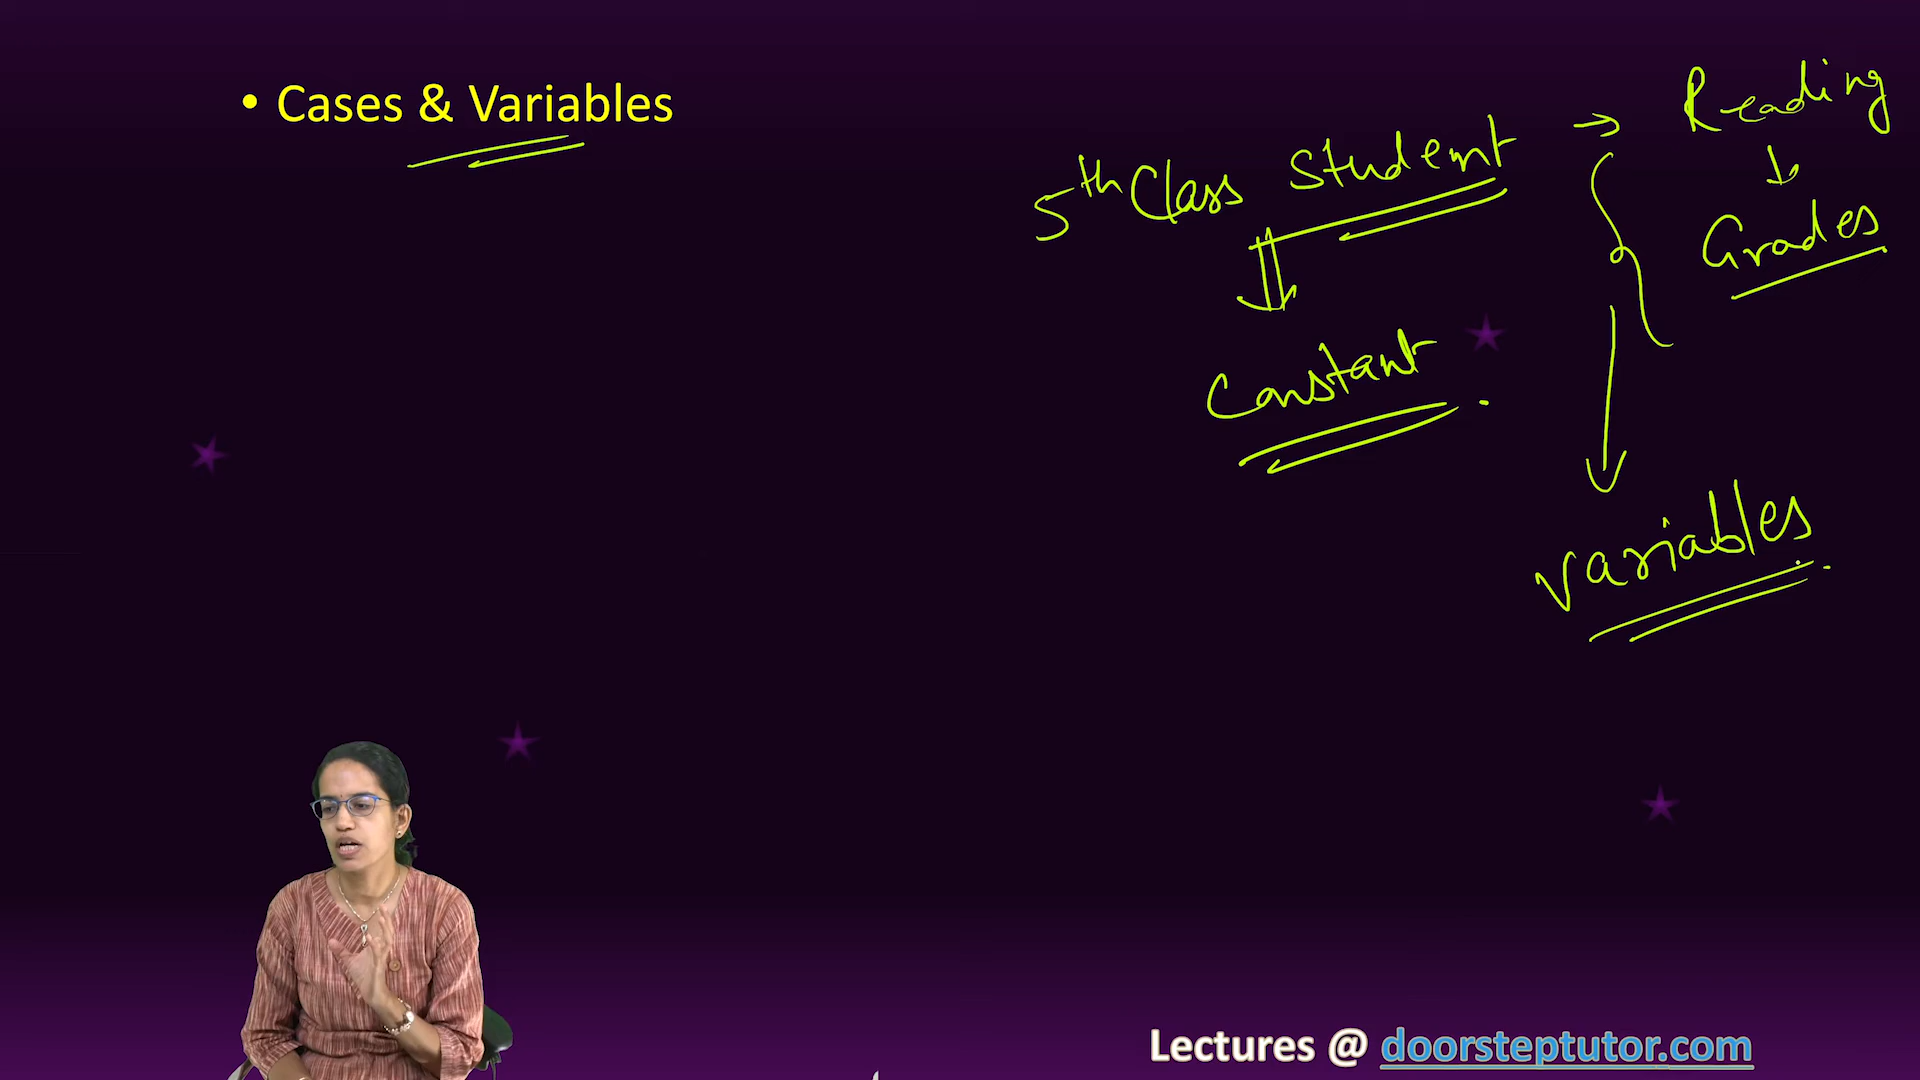 • Cases & Variables
5th Class Student → Reading
Grades
Constant
Variables
Lectures @ doorsteptutor.com